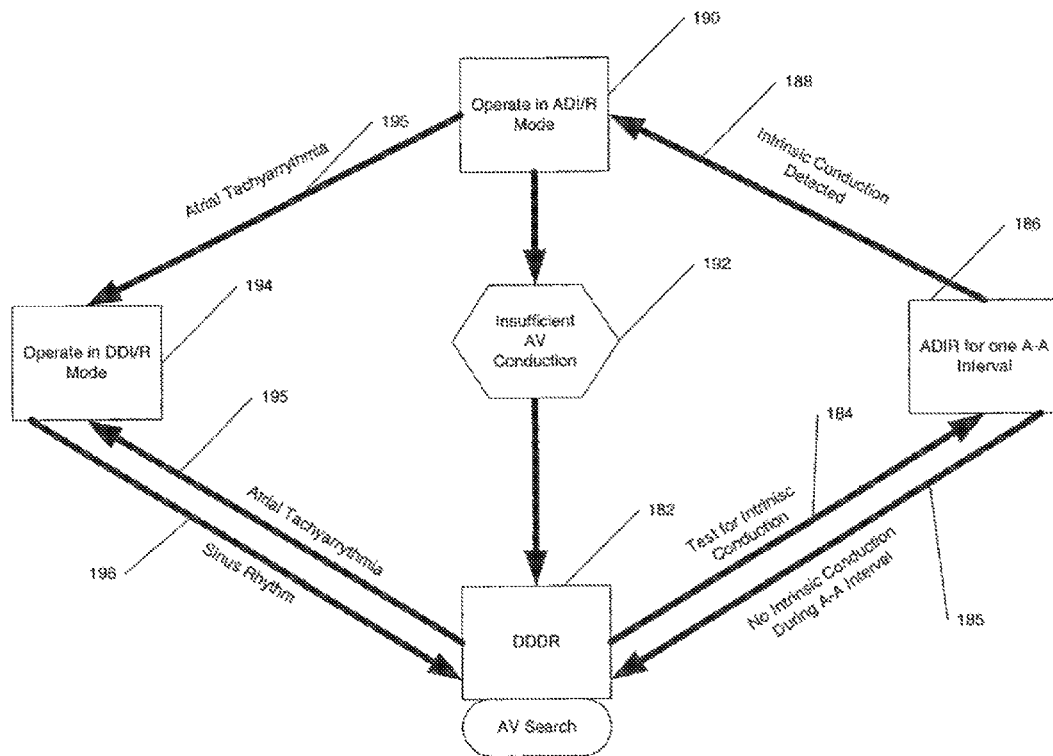 190
Operate in ADI/R
Mode
188
195
Atrial Tachyarrythmia
Intrinsic Conduction
Detected
186
192
194
Insufficient
AV
Conduction
Operate in DDI/R
Mode
ADIR for one A-A
Interval
195
184
Atrial Tachyarrythmia
Sinus Rhythm
196
182
Test for Intrinisc
Conduction
No Intrinsic Conduction
During A-A Interval
185
DDDR
AV Search